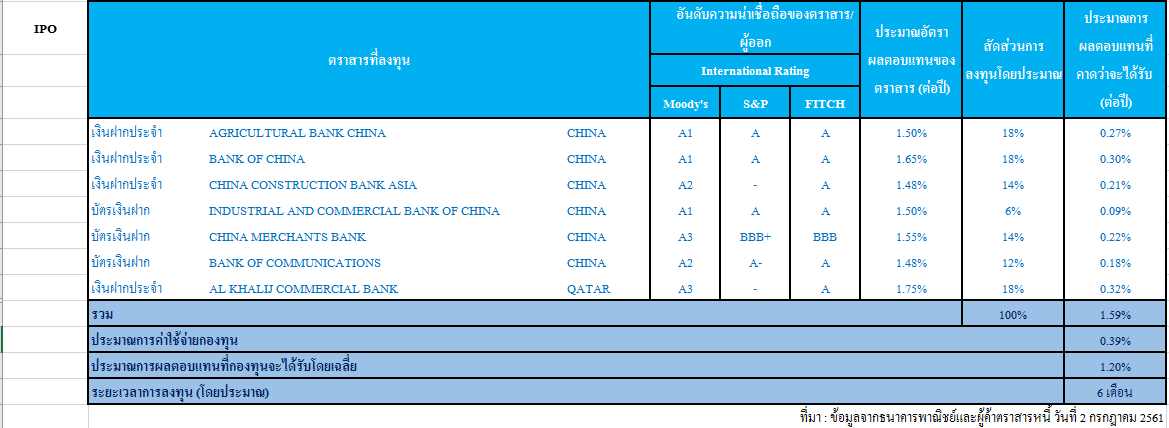 IPO
ตราสารที่ลงทุน
อันดับความน่าเชื่อถือของตราสาร/
ผู้ออก
International Rating
Moody's S&P FITCH
ประมาณอัตรา
ผลตอบแทนของ
ตราสาร (ต่อปี)
สัดส่วนการ
ลงทุนโดยประมาณ
ประมาณการ
ผลตอบแทนที่
คาดว่าจะได้รับ
(ต่อปี)
เงินฝากประจำ AGRICULTURAL BANK CHINA CHINA A1 A A 1.50% 18% 0.27%
เงินฝากประจำ BANK OF CHINA CHINA A1 A A 1.65% 18% 0.30%
เงินฝากประจำ CHINA CONSTRUCTION BANK ASIA CHINA A2 - A 1.48% 14% 0.21%
บัตรเงินฝาก INDUSTRIAL AND COMMERCIAL BANK OF CHINA CHINA A1 A A 1.50% 6% 0.09%
บัตรเงินฝาก CHINA MERCHANTS BANK CHINA A3 BBB+ BBB 1.55% 14% 0.22%
บัตรเงินฝาก BANK OF COMMUNICATIONS CHINA A2 A- A 1.48% 12% 0.18%
เงินฝากประจำ AL KHALIJ COMMERCIAL BANK QATAR A3 - A 1.75% 18% 0.32%
รวม 100% 1.59%
ประมาณการค่าใช้จ่ายกองทุน 0.39%
ประมาณการผลตอบแทนที่กองทุนจะได้รับโดยเฉลี่ย 1.20%
ระยะเวลาการลงทุน (โดยประมาณ) 6 เดือน
ที่มา : ข้อมูลจากธนาคารพาณิชย์และผู้ค้าตราสารหนี้ วันที่ 2 กรกฎาคม 2561